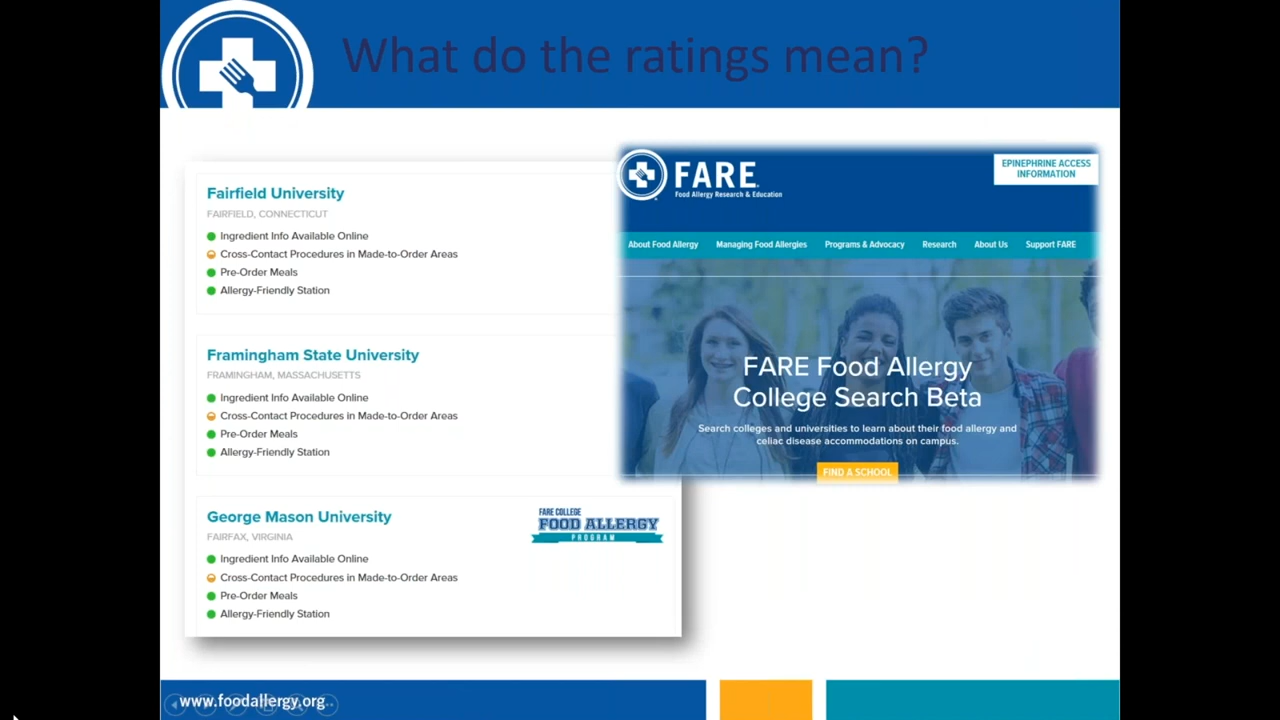 What do the ratings mean?
Fairfield University
FAIRFIELD, CONNECTICUT
Ingredient Info Available Online
Cross-Contact Procedures in Made-to-Order Areas
Pre-Order Meals
Allergy-Friendly Station
Framingham State University
FRAMINGHAM, MASSACHUSETTS
Ingredient Info Available Online
Cross-Contact Procedures in Made-to-Order Areas
Pre-Order Meals
Allergy-Friendly Station
George Mason University
FAIRFAX, VIRGINIA
Ingredient Info Available Online
Cross-Contact Procedures in Made-to-Order Areas
Pre-Order Meals
Allergy-Friendly Station
FARE COLLEGE
FOOD ALLERGY
PROGRAM
FARE
Food Allergy Research & Education
EPINEPHRINE ACCESS
INFORMATION
About Food Allergy Managing Food Allergies Programs & Advocacy Research About Us Support FARE
FARE Food Allergy
College Search Beta
Search colleges and universities to learn about their food allergy and
celiac disease accommodations on campus.
FIND A SCHOOL
www.foodallergy.org